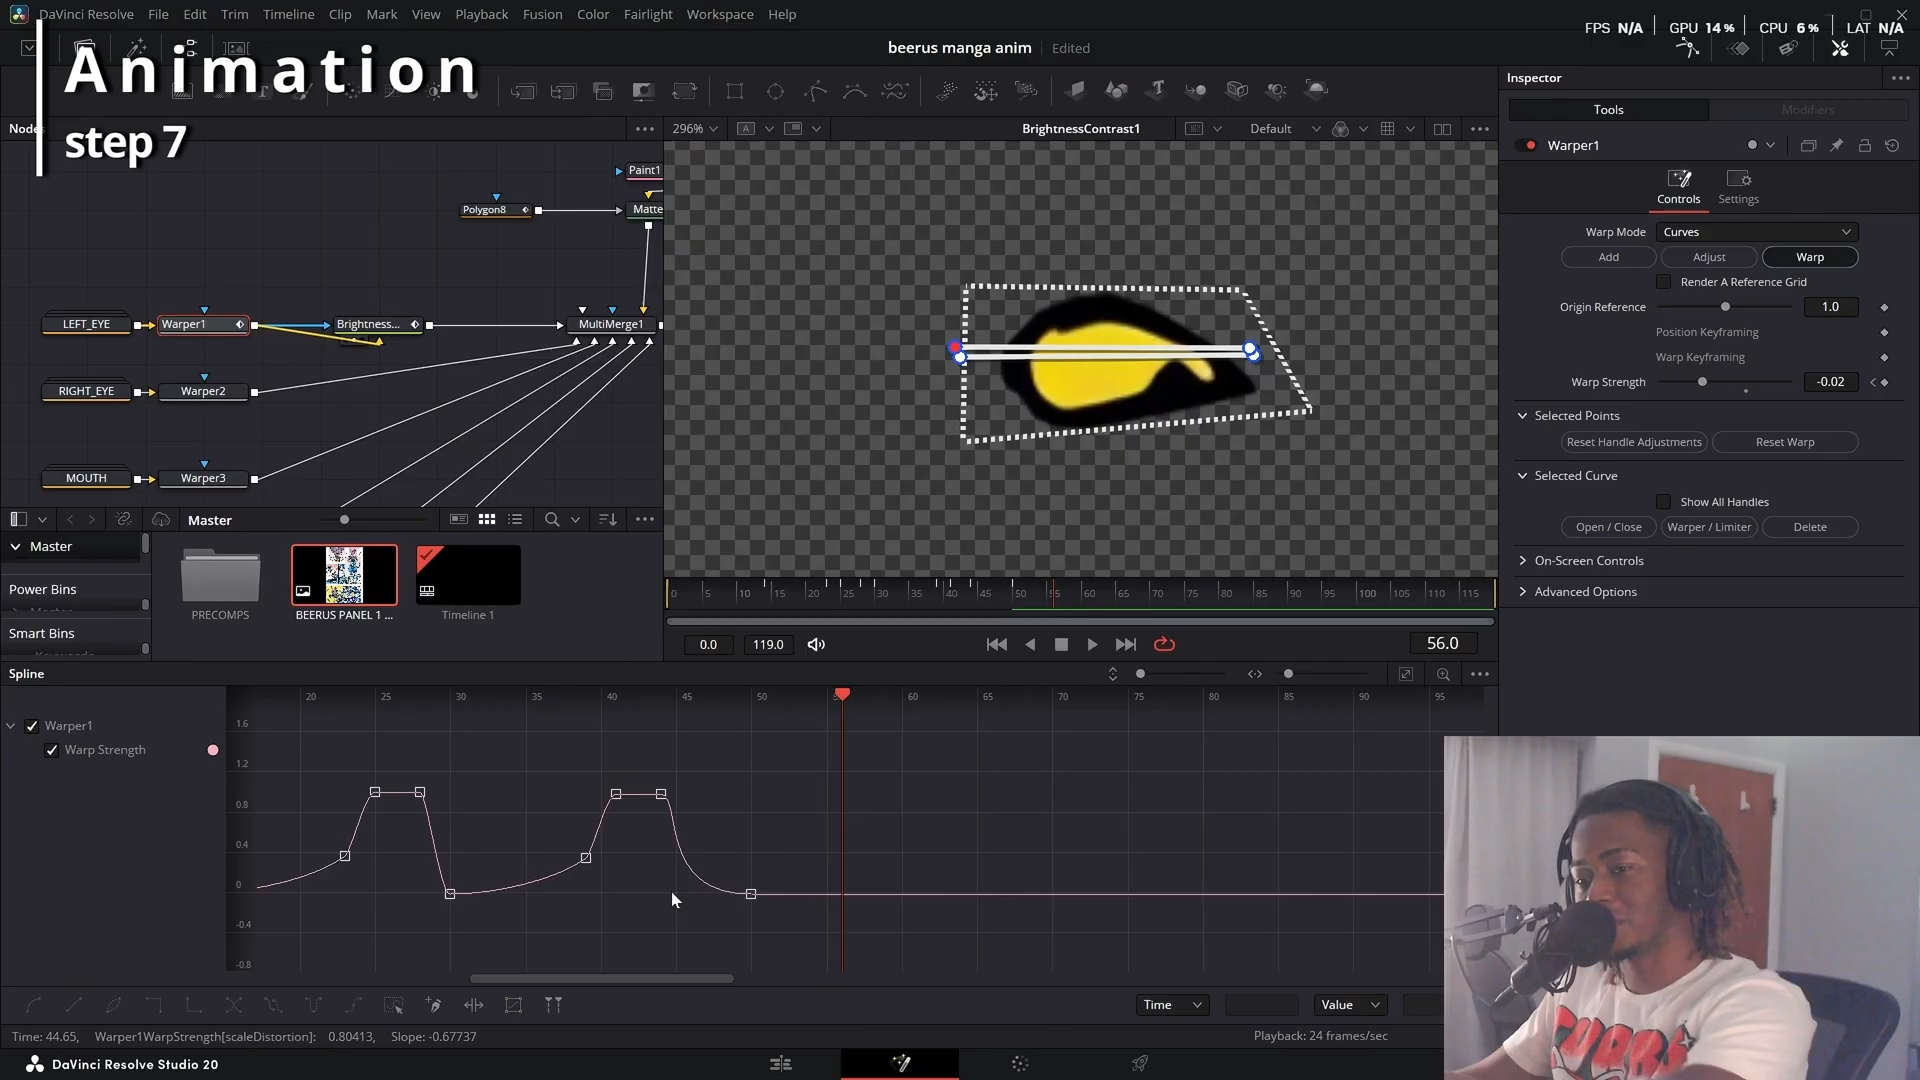 DaVinci Resolve File Edit Trim Timeline Clip Mark View Playback Fusion Color Fairlight Workspace Help
FPS N/A GPU 14% CPU 6% LAT N/A
Animation
step 7
beerus manga anim Edited
Inspector
Tools Modifiers
Nodes
296% A BrightnessContrast1 Default
Warper1
Controls Settings
Paint1
Polygon8
Matte
LEFT_EYE Warper1 Brightness... MultiMerge1
RIGHT_EYE Warper2
MOUTH Warper3
Warp Mode Curves
Add Adjust Warp
Render A Reference Grid
Origin Reference 1.0
Position Keyframing
Warp Keyframing
Warp Strength -0.02
Selected Points
Reset Handle Adjustments Reset Warp
Selected Curve
Show All Handles
Open / Close Warper / Limiter Delete
On-Screen Controls
Advanced Options
Master
Master
Power Bins
Smart Bins
PRECOMPS BEERUS PANEL 1 ... Timeline 1
0 5 10 15 20 25 30 35 40 45 50 55 60 65 70 75 80 85 90 95 100 105 110 115
0.0 119.0 56.0
Spline
20 25 30 35 40 45 50 60 65 70 75 80 85 90 95
Warper1
Warp Strength
1.6
1.2
0.8
0.4
0
-0.4
-0.8
Time Value
Time: 44.65, Warper1WarpStrength[scaleDistortion]: 0.80413, Slope: -0.67737
Playback: 24 frames/sec
DaVinci Resolve Studio 20